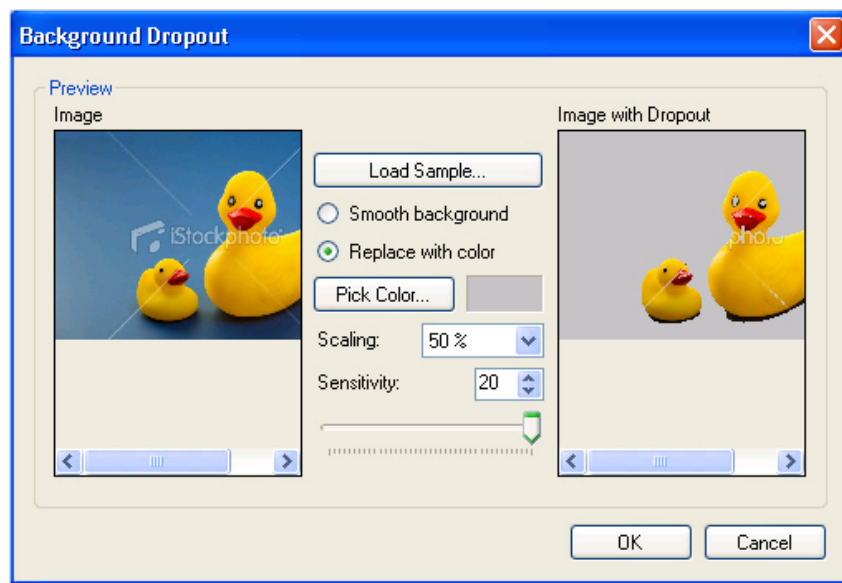 Background Dropout
Preview
Image
Image with Dropout
Load Sample...
Smooth background
iStockphoto
photo
Replace with color
Pick Color...
Scaling:
50 %
Sensitivity:
20
OK
Cancel